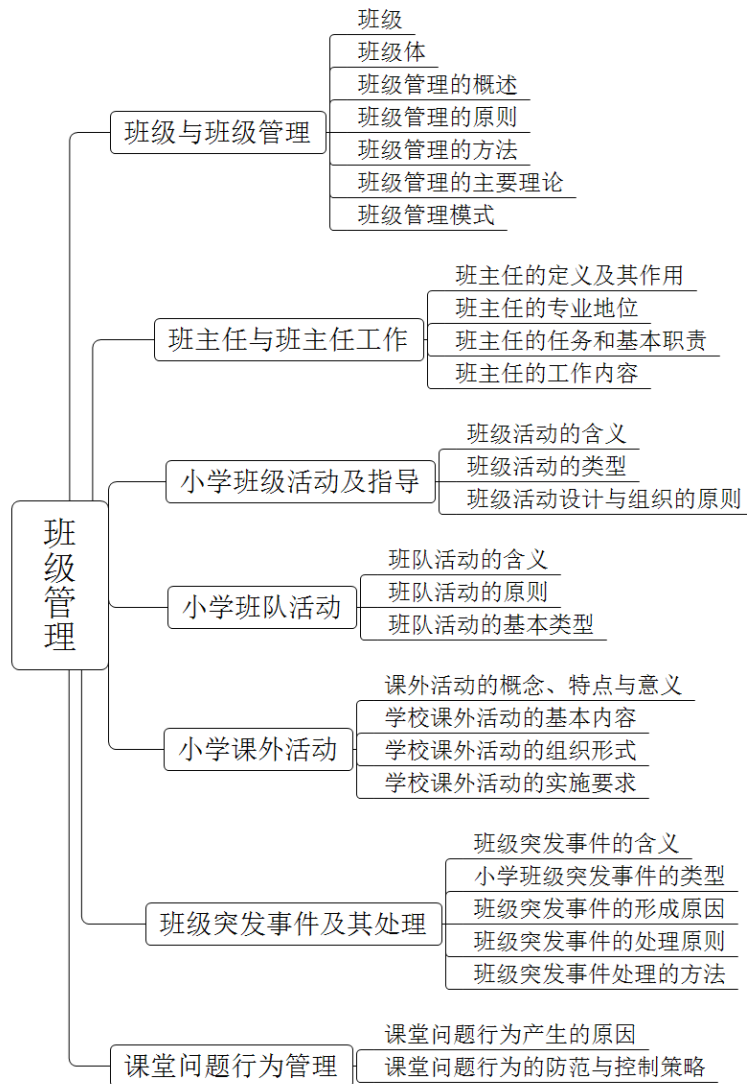 班级管理
班级与班级管理
班级
班级体
班级管理的概述
班级管理的原则
班级管理的方法
班级管理的主要理论
班级管理模式
班主任与班主任工作
班主任的定义及其作用
班主任的专业地位
班主任的任务和基本职责
班主任的工作内容
小学班级活动及指导
班级活动的含义
班级活动的类型
班级活动设计与组织的原则
小学班队活动
班队活动的含义
班队活动的原则
班队活动的基本类型
小学课外活动
课外活动的概念、特点与意义
学校课外活动的基本内容
学校课外活动的组织形式
学校课外活动的实施要求
班级突发事件及其处理
班级突发事件的含义
小学班级突发事件的类型
班级突发事件的形成原因
班级突发事件的处理原则
班级突发事件处理的方法
课堂问题行为管理
课堂问题行为产生的原因
课堂问题行为的防范与控制策略